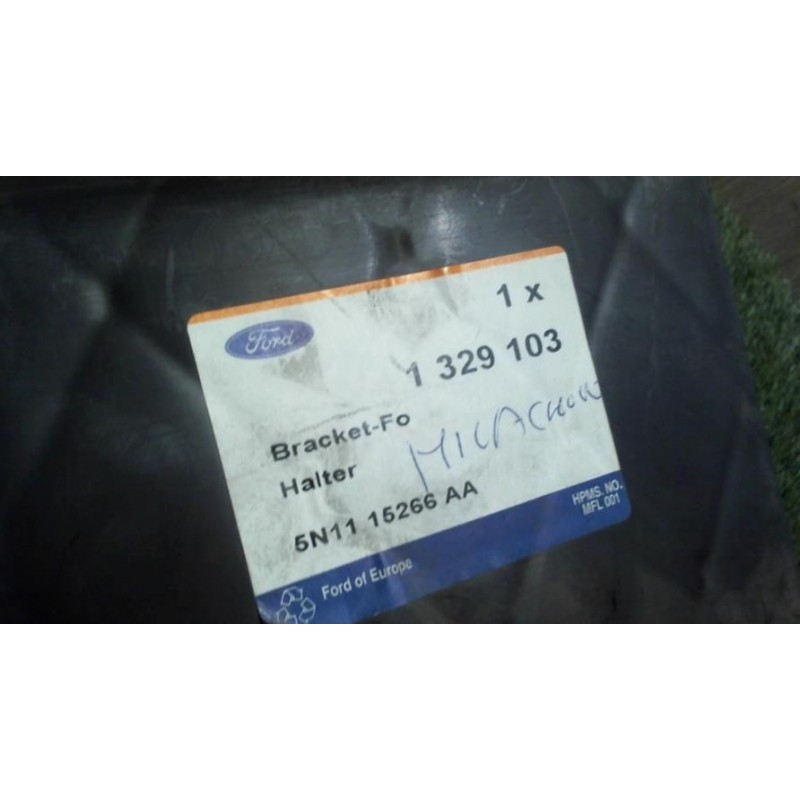 Ford
1 x
1 329 103
Bracket-Fo
Halter
5N11 15266 AA
HPMS. NO.
MFL 001
Ford of Europe